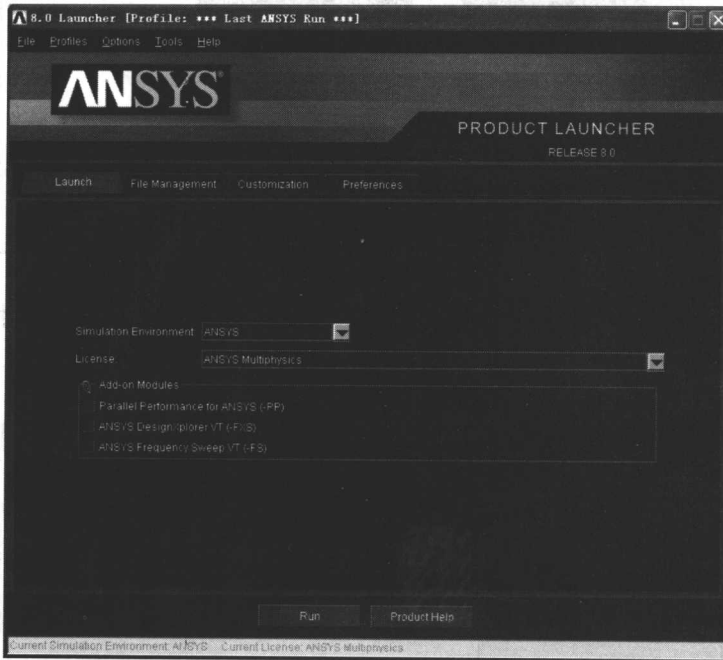 8.0 Launcher [Profile: *** Last ANSYS Run ***]
File Profiles Options Tools Help
ANSYS
PRODUCT LAUNCHER
RELEASE 8.0
Launch File Management Customization Preferences
Simulation Environment: ANSYS
License: ANSYS Multiphysics
Add-on Modules
Parallel Performance for ANSYS (-PP)
ANSYS DesignXplorer VT (-FXS)
ANSYS Frequency Sweep VT (-FS)
Run Product Help
Current Simulation Environment: ANSYS Current License: ANSYS Multiphysics